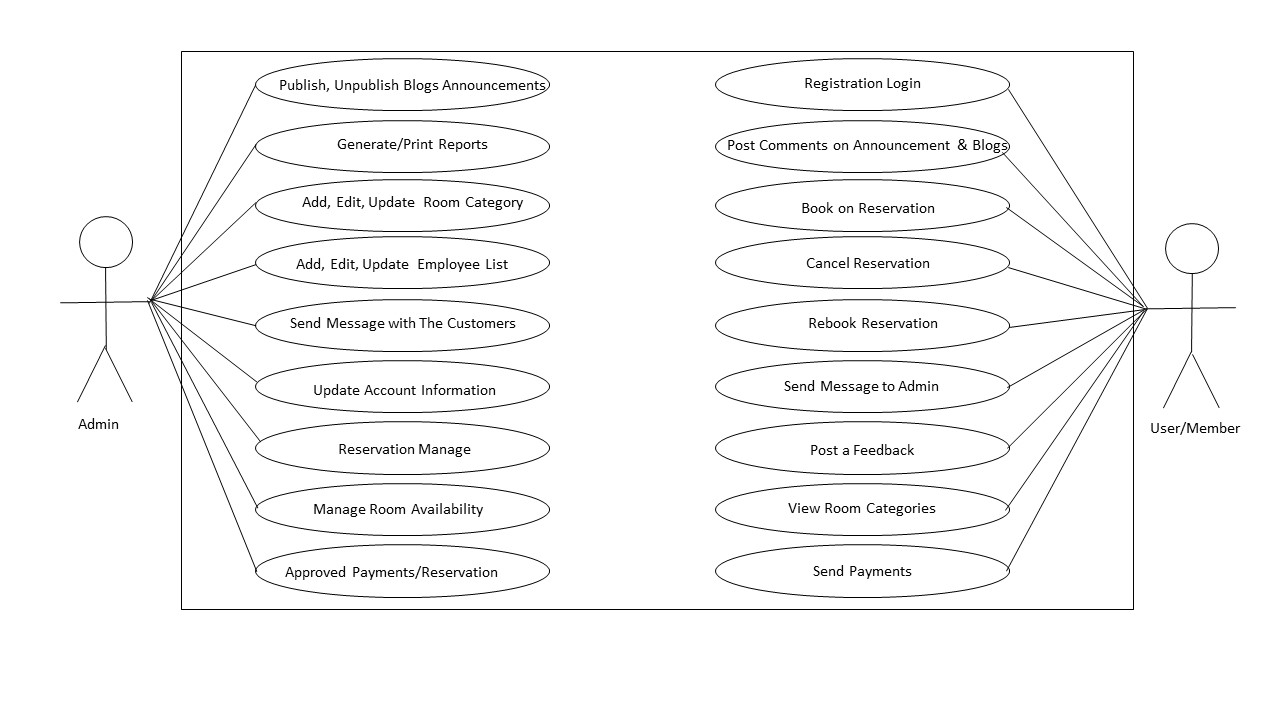 Publish, Unpublish Blogs Announcements
Generate/Print Reports
Add, Edit, Update Room Category
Add, Edit, Update Employee List
Send Message with The Customers
Update Account Information
Reservation Manage
Manage Room Availability
Approved Payments/Reservation
Admin
Registration Login
Post Comments on Announcement & Blogs
Book on Reservation
Cancel Reservation
Rebook Reservation
Send Message to Admin
Post a Feedback
View Room Categories
Send Payments
User/Member